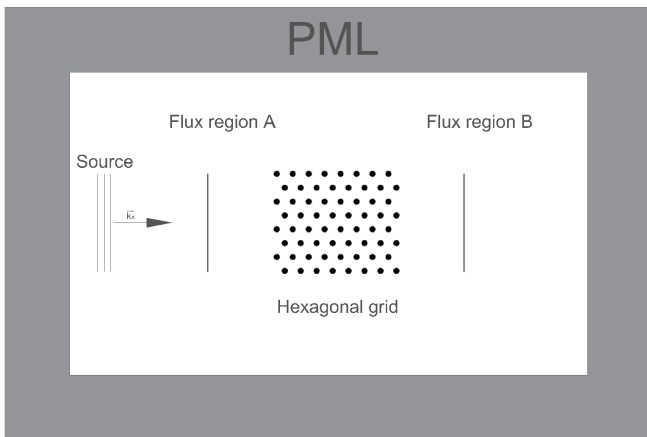 PML
Flux region A
Flux region B
Source
k̄ₓ
Hexagonal grid